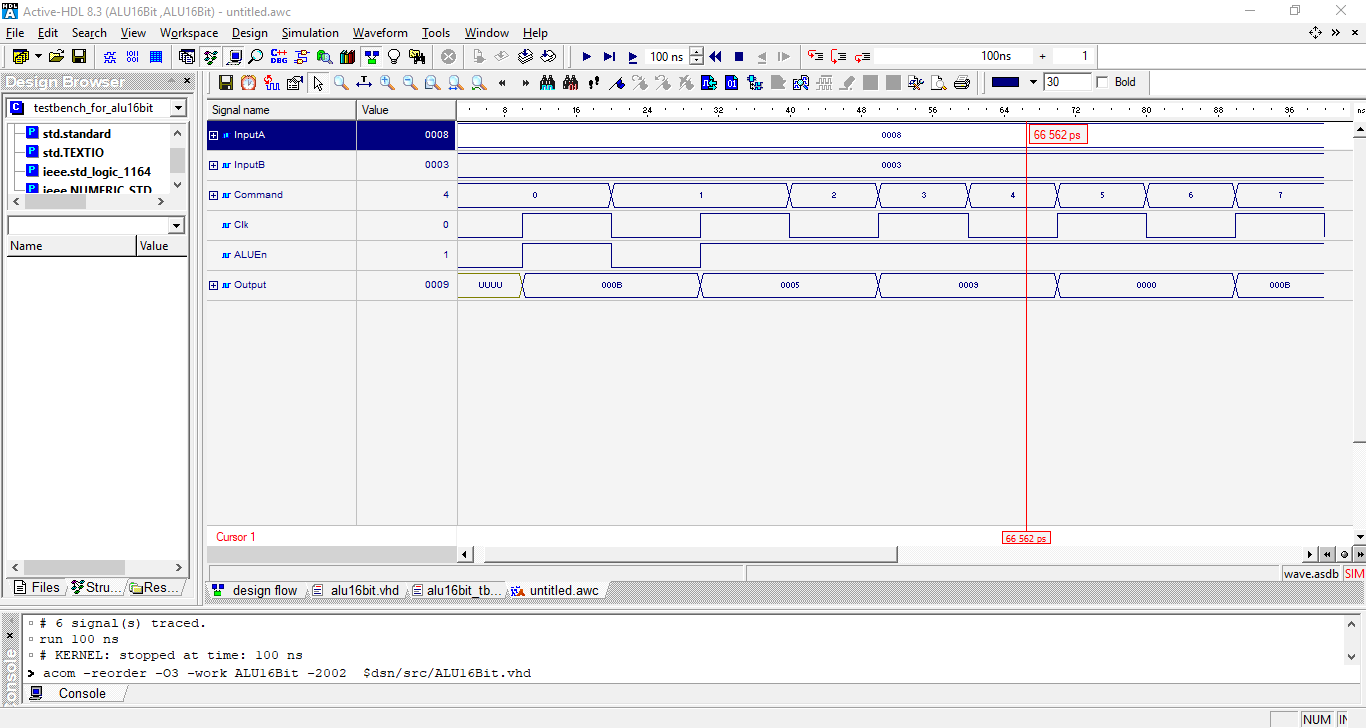 Active-HDL 8.3 (ALU16Bit ,ALU16Bit) - untitled.awc
File Edit Search View Workspace Design Simulation Waveform Tools Window Help
100 ns 100ns + 1
Design Browser
30 Bold
testbench_for_alu16bit
std.standard
std.TEXTIO
ieee.std_logic_1164
ieee.NUMERIC_STD
Name Value
Signal name Value 8 16 24 32 40 48 56 64 72 80 88 96 ns
InputA 0008 0008 66 562 ps
InputB 0003 0003
Command 4 0 1 2 3 4 5 6 7
Clk 0
ALUEn 1
Output 0009 UUUU 000B 0005 0009 0000 000B
Cursor 1 66 562 ps
wave.asdb SIM
Files Stru... Res...
design flow alu16bit.vhd alu16bit_tb... untitled.awc
# 6 signal(s) traced.
run 100 ns
# KERNEL: stopped at time: 100 ns
> acom -reorder -O3 -work ALU16Bit -2002 $dsn/src/ALU16Bit.vhd
Console
NUM